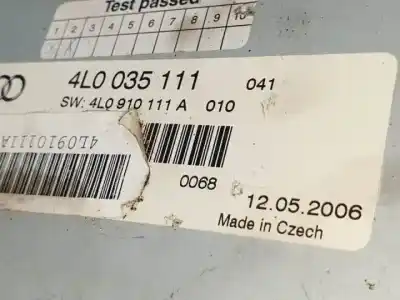 Test passed
1 2 3 4 5 6 7 8 9 10
4L0 035 111 041
SW: 4L0 910 111 A 010
4L0910111A
0068
12.05.2006
Made in Czech